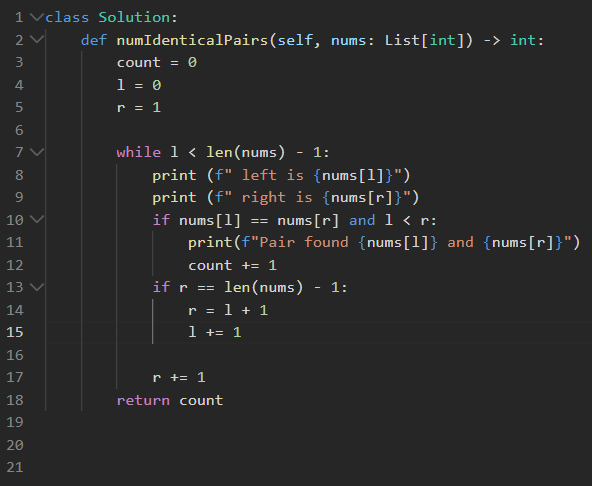 1 class Solution:
2     def numIdenticalPairs(self, nums: List[int]) -> int:
3         count = 0
4         l = 0
5         r = 1
6
7         while l < len(nums) - 1:
8             print (f" left is {nums[l]}")
9             print (f" right is {nums[r]}")
10             if nums[l] == nums[r] and l < r:
11                 print(f"Pair found {nums[l]} and {nums[r]}")
12                 count += 1
13             if r == len(nums) - 1:
14                 r = l + 1
15                 l += 1
16
17             r += 1
18         return count
19
20
21